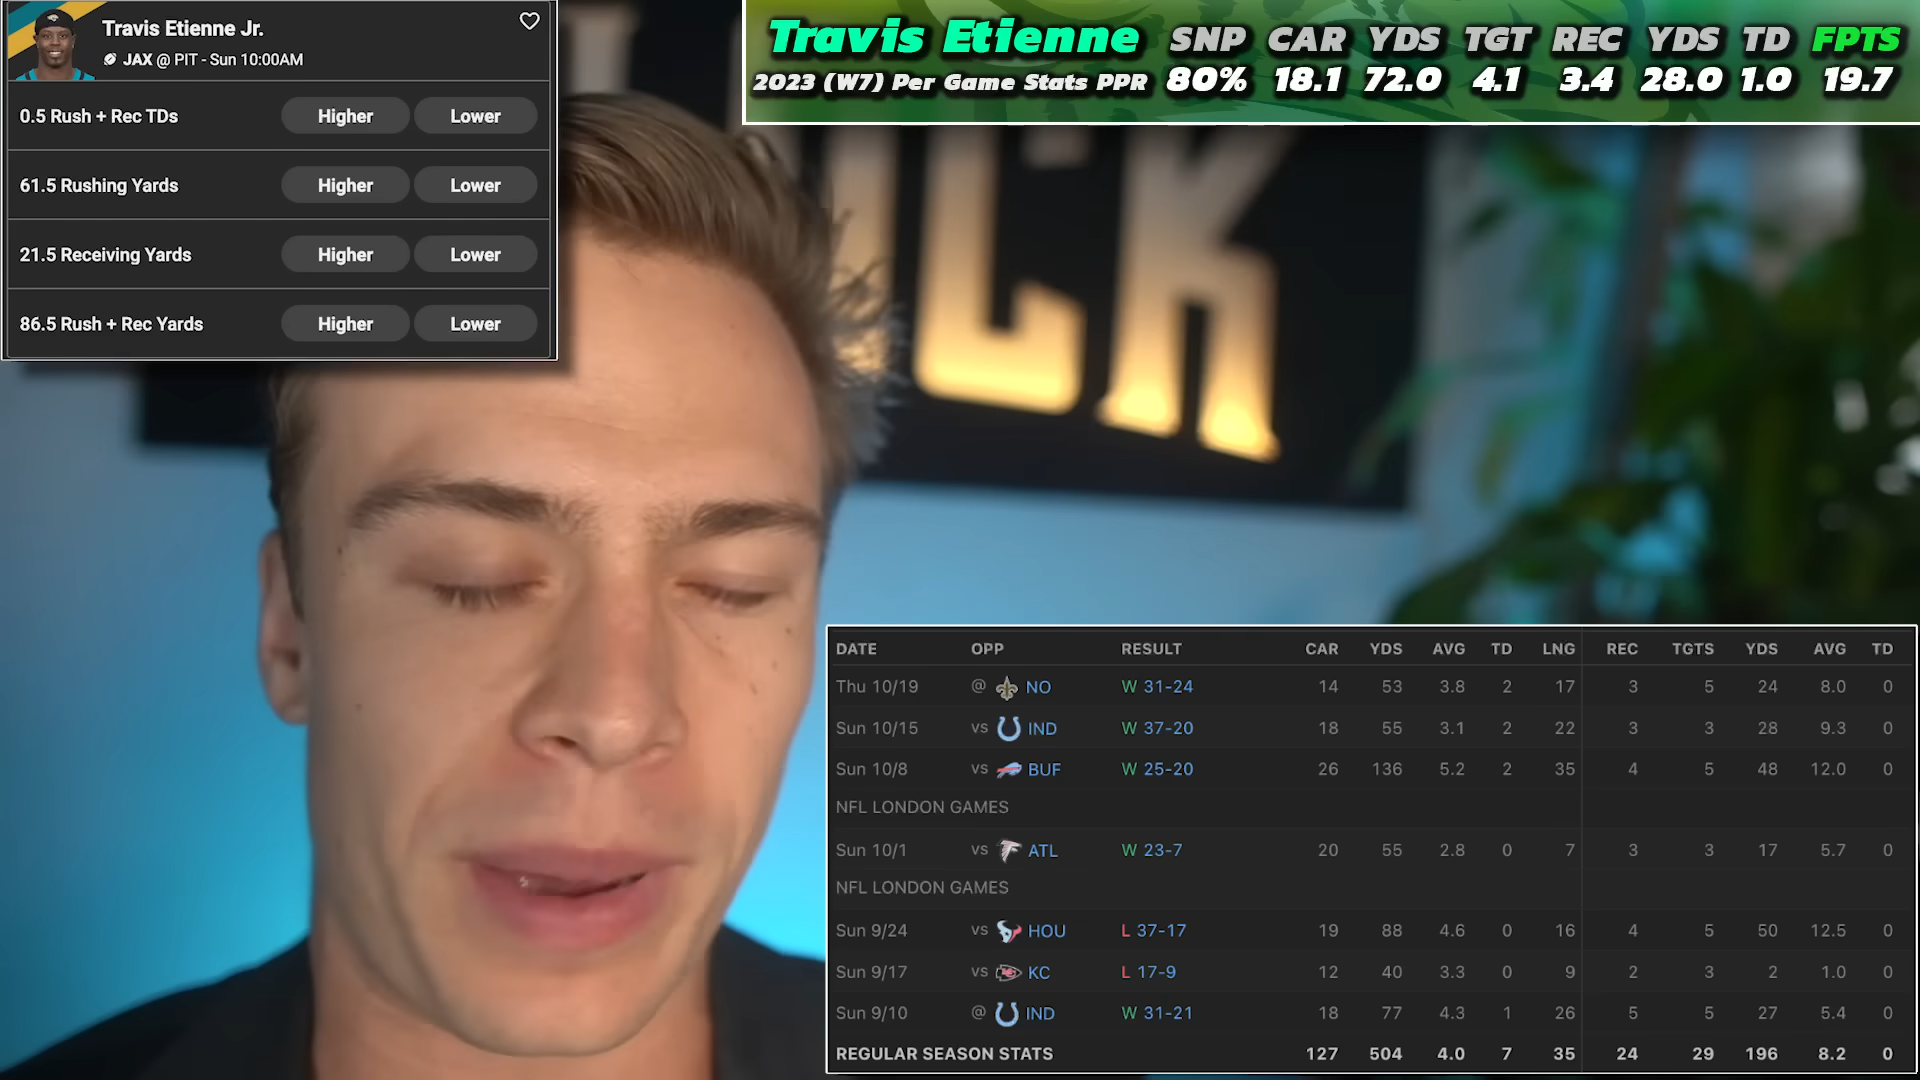 Travis Etienne Jr.
JAX @ PIT - Sun 10:00AM
0.5 Rush + Rec TDs Higher Lower
61.5 Rushing Yards Higher Lower
21.5 Receiving Yards Higher Lower
86.5 Rush + Rec Yards Higher Lower
Travis Etienne SNP CAR YDS TGT REC YDS TD FPTS
2023 (W7) Per Game Stats PPR 80% 18.1 72.0 4.1 3.4 28.0 1.0 19.7
ICK
DATE OPP RESULT CAR YDS AVG TD LNG REC TGTS YDS AVG TD
Thu 10/19 @ NO W 31-24 14 53 3.8 2 17 3 5 24 8.0 0
Sun 10/15 vs IND W 37-20 18 55 3.1 2 22 3 3 28 9.3 0
Sun 10/8 vs BUF W 25-20 26 136 5.2 2 35 4 5 48 12.0 0
NFL LONDON GAMES
Sun 10/1 vs ATL W 23-7 20 55 2.8 0 7 3 3 17 5.7 0
NFL LONDON GAMES
Sun 9/24 vs HOU L 37-17 19 88 4.6 0 16 4 5 50 12.5 0
Sun 9/17 vs KC L 17-9 12 40 3.3 0 9 2 3 2 1.0 0
Sun 9/10 @ IND W 31-21 18 77 4.3 1 26 5 5 27 5.4 0
REGULAR SEASON STATS 127 504 4.0 7 35 24 29 196 8.2 0